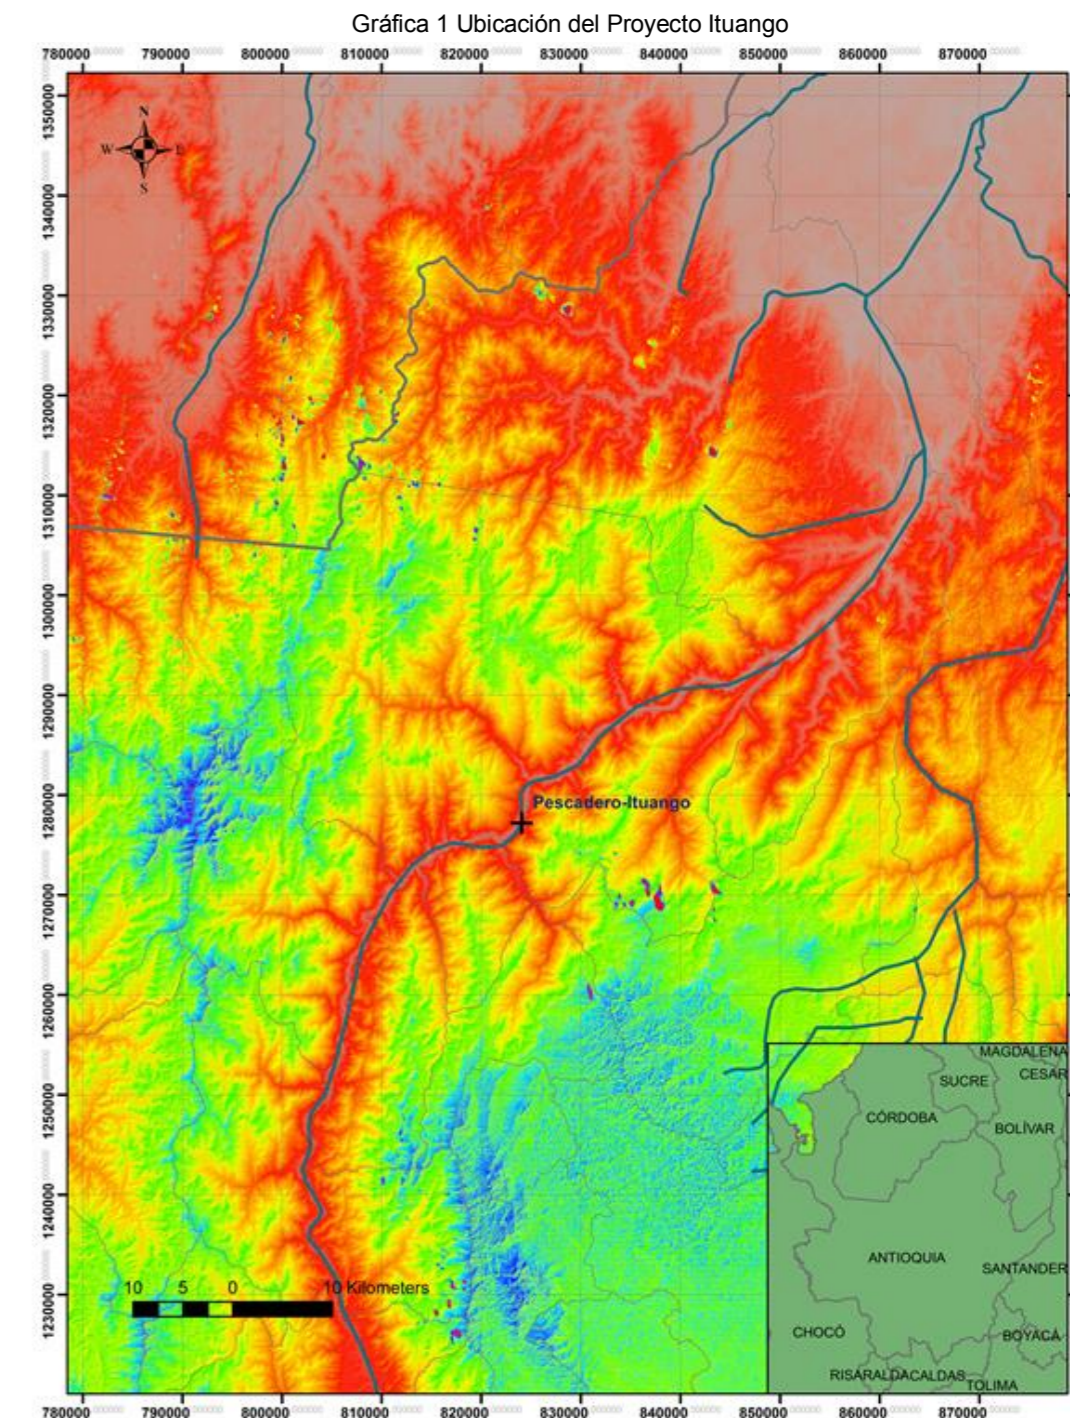 Gráfica 1 Ubicación del Proyecto Ituango
780000 790000 800000 810000 820000 830000 840000 850000 860000 870000
1350000
1340000
1330000
1320000
1310000
1300000
1290000
1280000
1270000
1260000
1250000
1240000
1230000
N
W E
S
Pescadero-Ituango
10 5 0 10 Kilometers
MAGDALENA
CESAR
SUCRE
CÓRDOBA
BOLÍVAR
ANTIOQUIA
SANTANDER
CHOCÓ
BOYACÁ
RISARALDA CALDAS
TOLIMA
780000 790000 800000 810000 820000 830000 840000 850000 860000 870000